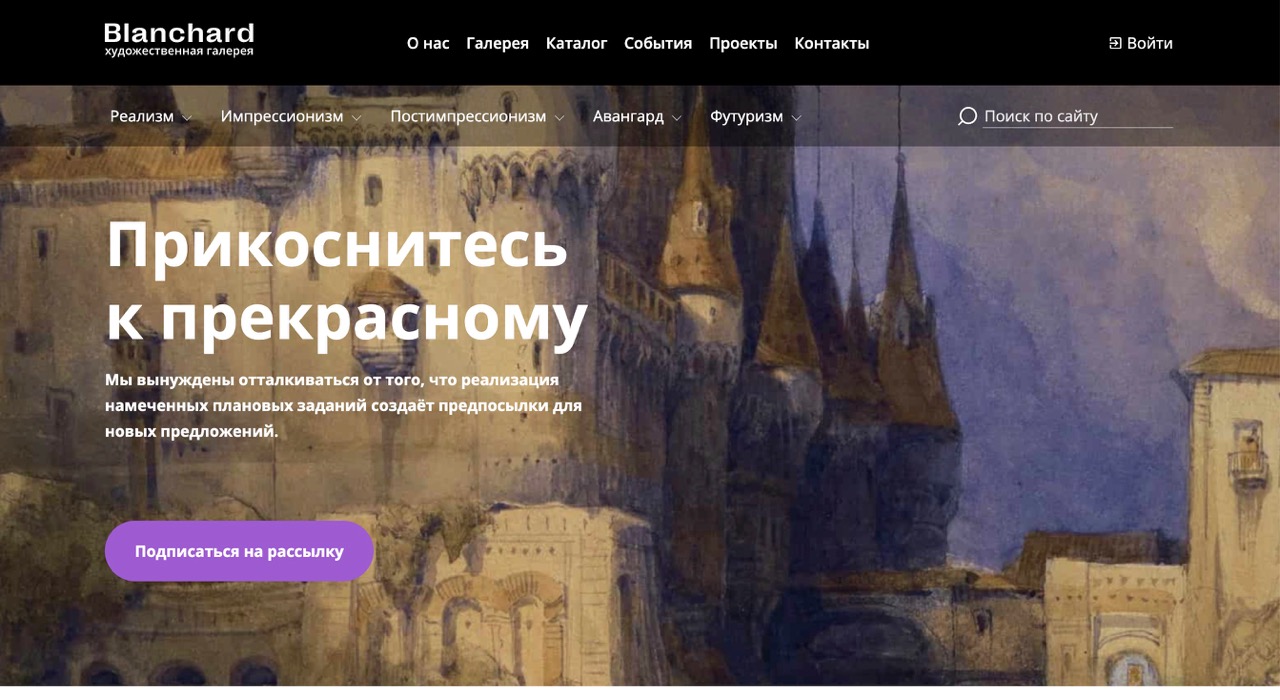 Blanchard
художественная галерея
О нас Галерея Каталог События Проекты Контакты
Войти
Реализм Импрессионизм Постимпрессионизм Авангард Футуризм
Поиск по сайту
Прикоснитесь
к прекрасному
Мы вынуждены отталкиваться от того, что реализация
намеченных плановых заданий создаёт предпосылки для
новых предложений.
Подписаться на рассылку